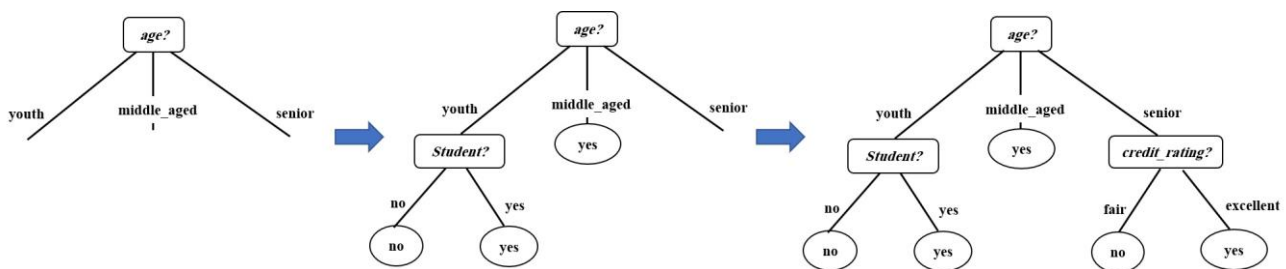 age?
youth
middle_aged
senior
age?
youth
middle_aged
senior
Student?
yes
no
yes
no
yes
age?
youth
middle_aged
senior
Student?
yes
credit_rating?
no
yes
fair
excellent
no
yes
no
yes